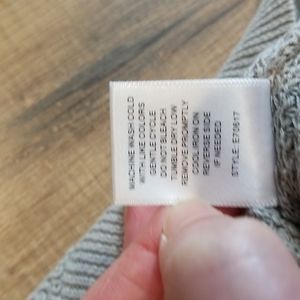 MACHINE WASH COLD
WITH LIKE COLORS
GENTLE CYCLE
DO NOT BLEACH
TUMBLE DRY LOW
REMOVE PROMPTLY
COOL IRON ON
REVERSE SIDE
IF NEEDED
STYLE: E70617